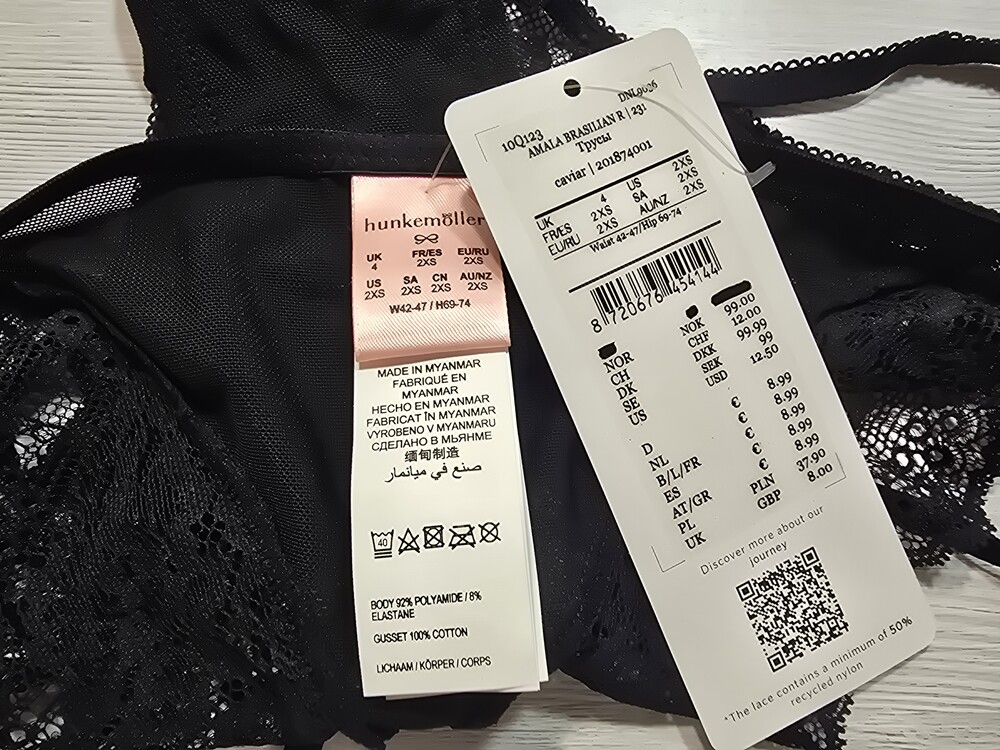 hunkemöller
UK FR/ES EU/RU
4 2XS 2XS
US SA CN AU/NZ
2XS 2XS 2XS 2XS
W42-47 / H69-74
MADE IN MYANMAR
FABRIQUÉ EN
MYANMAR
HECHO EN MYANMAR
FABRICAT ÎN MYANMAR
VYROBENO V MYANMARU
СДЕЛАНО В МЬЯНМЕ
缅甸制造
صنع في ميانمار
40
BODY 92% POLYAMIDE / 8%
ELASTANE
GUSSET 100% COTTON
LICHAAM / KÖRPER / CORPS
10Q123 DNL9036
AMALA BRASILIAN R | 231
Трусы
caviar | 201874001
UK 4 US 2XS
FR/ES 2XS SA 2XS
EU/RU 2XS AU/NZ 2XS
Waist 42-47/Hip 69-74
8 720676 454144
NOR NOK 99.00
CH CHF 12.00
DK DKK 99.99
SE SEK 99
US USD 12.50
D € 8.99
NL € 8.99
B/L/FR € 8.99
ES € 8.99
AT/GR € 8.99
PL PLN 37.90
UK GBP 8.00
Discover more about our
journey
*The lace contains a minimum of 50%
recycled nylon